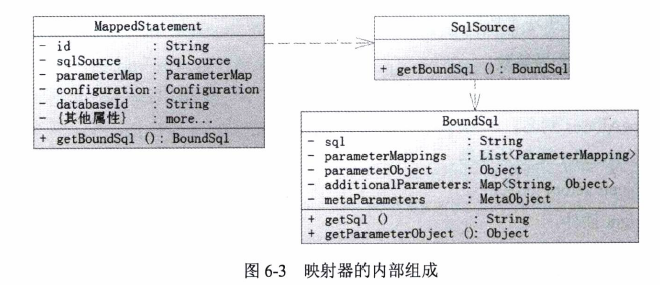 MappedStatement
- id : String
- sqlSource : SqlSource
- parameterMap : ParameterMap
- configuration : Configuration
- databaseId : String
- {其他属性} : more...
+ getBoundSql (): BoundSql
SqlSource
+ getBoundSql (): BoundSql
BoundSql
- sql : String
- parameterMappings : List<ParameterMapping>
- parameterObject : Object
- additionalParameters: Map<String, Object>
- metaParameters : MetaObject
+ getSql () : String
+ getParameterObject (): Object
图 6-3 映射器的内部组成